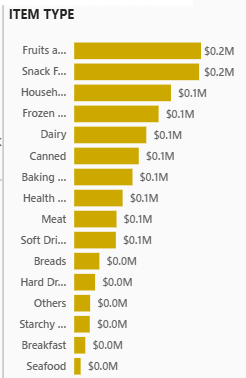 ITEM TYPE
Fruits a... $0.2M
Snack F... $0.2M
Househ... $0.1M
Frozen ... $0.1M
Dairy $0.1M
Canned $0.1M
Baking ... $0.1M
Health ... $0.1M
Meat $0.1M
Soft Dri... $0.1M
Breads $0.0M
Hard Dr... $0.0M
Others $0.0M
Starchy ... $0.0M
Breakfast $0.0M
Seafood $0.0M